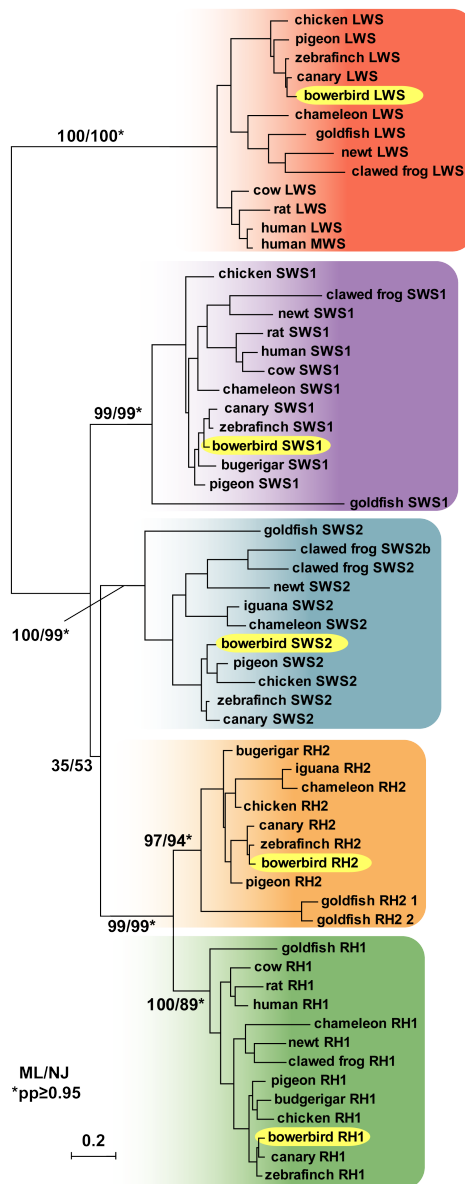 chicken LWS
pigeon LWS
zebrafinch LWS
canary LWS
bowerbird LWS
chameleon LWS
goldfish LWS
newt LWS
clawed frog LWS
cow LWS
rat LWS
human LWS
human MWS
100/100*
chicken SWS1
clawed frog SWS1
newt SWS1
rat SWS1
human SWS1
cow SWS1
chameleon SWS1
canary SWS1
zebrafinch SWS1
bowerbird SWS1
bugerigar SWS1
pigeon SWS1
goldfish SWS1
99/99*
goldfish SWS2
clawed frog SWS2b
clawed frog SWS2
newt SWS2
iguana SWS2
chameleon SWS2
bowerbird SWS2
pigeon SWS2
chicken SWS2
zebrafinch SWS2
canary SWS2
100/99*
35/53
bugerigar RH2
iguana RH2
chameleon RH2
chicken RH2
canary RH2
zebrafinch RH2
bowerbird RH2
pigeon RH2
goldfish RH2 1
goldfish RH2 2
97/94*
99/99*
goldfish RH1
cow RH1
rat RH1
human RH1
chameleon RH1
newt RH1
clawed frog RH1
pigeon RH1
budgerigar RH1
chicken RH1
bowerbird RH1
canary RH1
zebrafinch RH1
100/89*
ML/NJ
*pp≥0.95
0.2